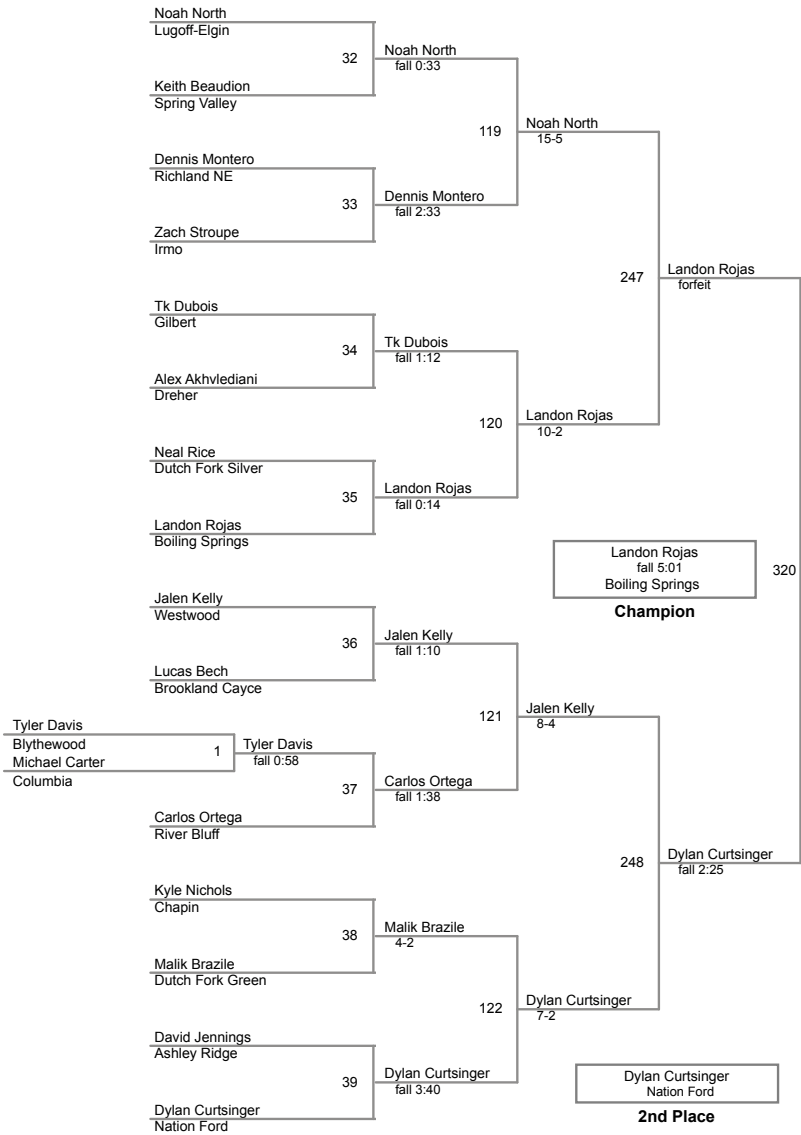 Noah North
Lugoff-Elgin
32
Noah North
fall 0:33
Keith Beaudion
Spring Valley
119
Noah North
15-5
Dennis Montero
Richland NE
33
Dennis Montero
fall 2:33
Zach Stroupe
Irmo
247
Landon Rojas
forfeit
Tk Dubois
Gilbert
34
Tk Dubois
fall 1:12
Alex Akhvlediani
Dreher
120
Landon Rojas
10-2
Neal Rice
Dutch Fork Silver
35
Landon Rojas
fall 0:14
Landon Rojas
Boiling Springs
Landon Rojas
fall 5:01
Boiling Springs
320
Champion
Jalen Kelly
Westwood
36
Jalen Kelly
fall 1:10
Lucas Bech
Brookland Cayce
121
Jalen Kelly
8-4
Tyler Davis
Blythewood
1
Michael Carter
Columbia
Tyler Davis
fall 0:58
37
Carlos Ortega
fall 1:38
Carlos Ortega
River Bluff
248
Dylan Curtsinger
fall 2:25
Kyle Nichols
Chapin
38
Malik Brazile
4-2
Malik Brazile
Dutch Fork Green
122
Dylan Curtsinger
7-2
David Jennings
Ashley Ridge
39
Dylan Curtsinger
fall 3:40
Dylan Curtsinger
Nation Ford
Dylan Curtsinger
Nation Ford
2nd Place